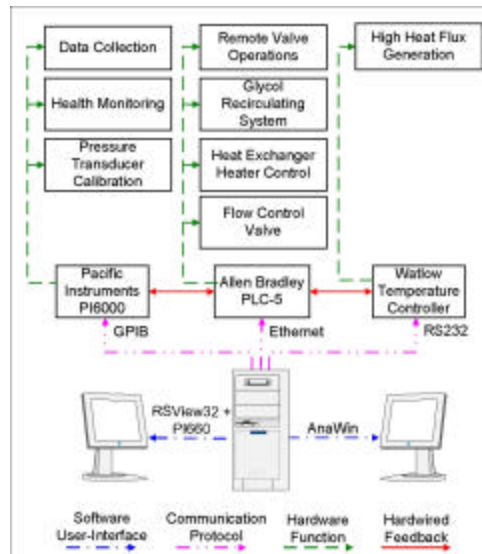 Data Collection
Health Monitoring
Pressure
Transducer
Calibration
Remote Valve
Operations
Glycol
Recirculating
System
Heat Exchanger
Heater Control
Flow Control
Valve
High Heat Flux
Generation
Pacific
Instruments
PI6000
Allen Bradley
PLC-5
Watlow
Temperature
Controller
GPIB
Ethernet
RS232
RSView32 +
PI660
AnaWin
Software
User-Interface
Communication
Protocol
Hardware
Function
Hardwired
Feedback